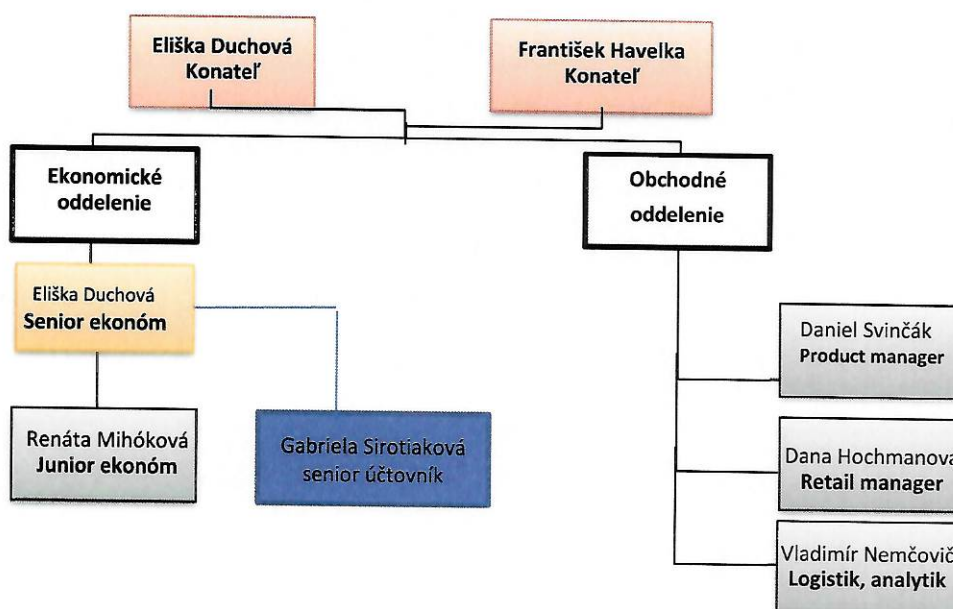 Eliška Duchová
Konateľ
František Havelka
Konateľ
Ekonomické
oddelenie
Obchodné
oddelenie
Eliška Duchová
Senior ekonóm
Daniel Svinčák
Product manager
Renáta Mihóková
Junior ekonóm
Gabriela Sirotiaková
senior účtovník
Dana Hochmanová
Retail manager
Vladimír Nemčovič
Logistik, analytik